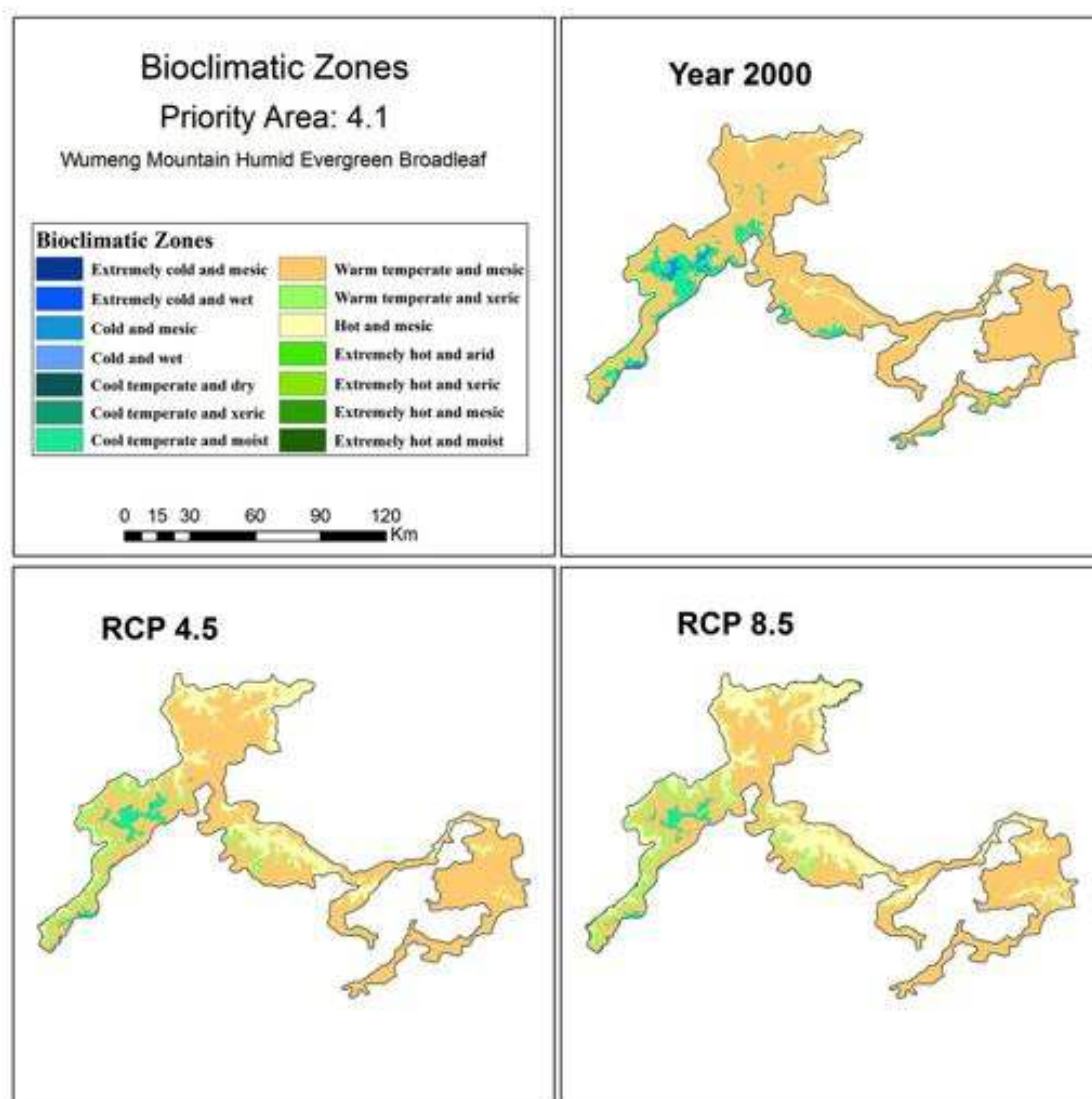 Bioclimatic Zones
Priority Area: 4.1
Wumeng Mountain Humid Evergreen Broadleaf
Bioclimatic Zones
Extremely cold and mesic
Extremely cold and wet
Cold and mesic
Cold and wet
Cool temperate and dry
Cool temperate and xeric
Cool temperate and moist
Warm temperate and mesic
Warm temperate and xeric
Hot and mesic
Extremely hot and arid
Extremely hot and xeric
Extremely hot and mesic
Extremely hot and moist
0 15 30 60 90 120
Km
Year 2000
RCP 4.5
RCP 8.5